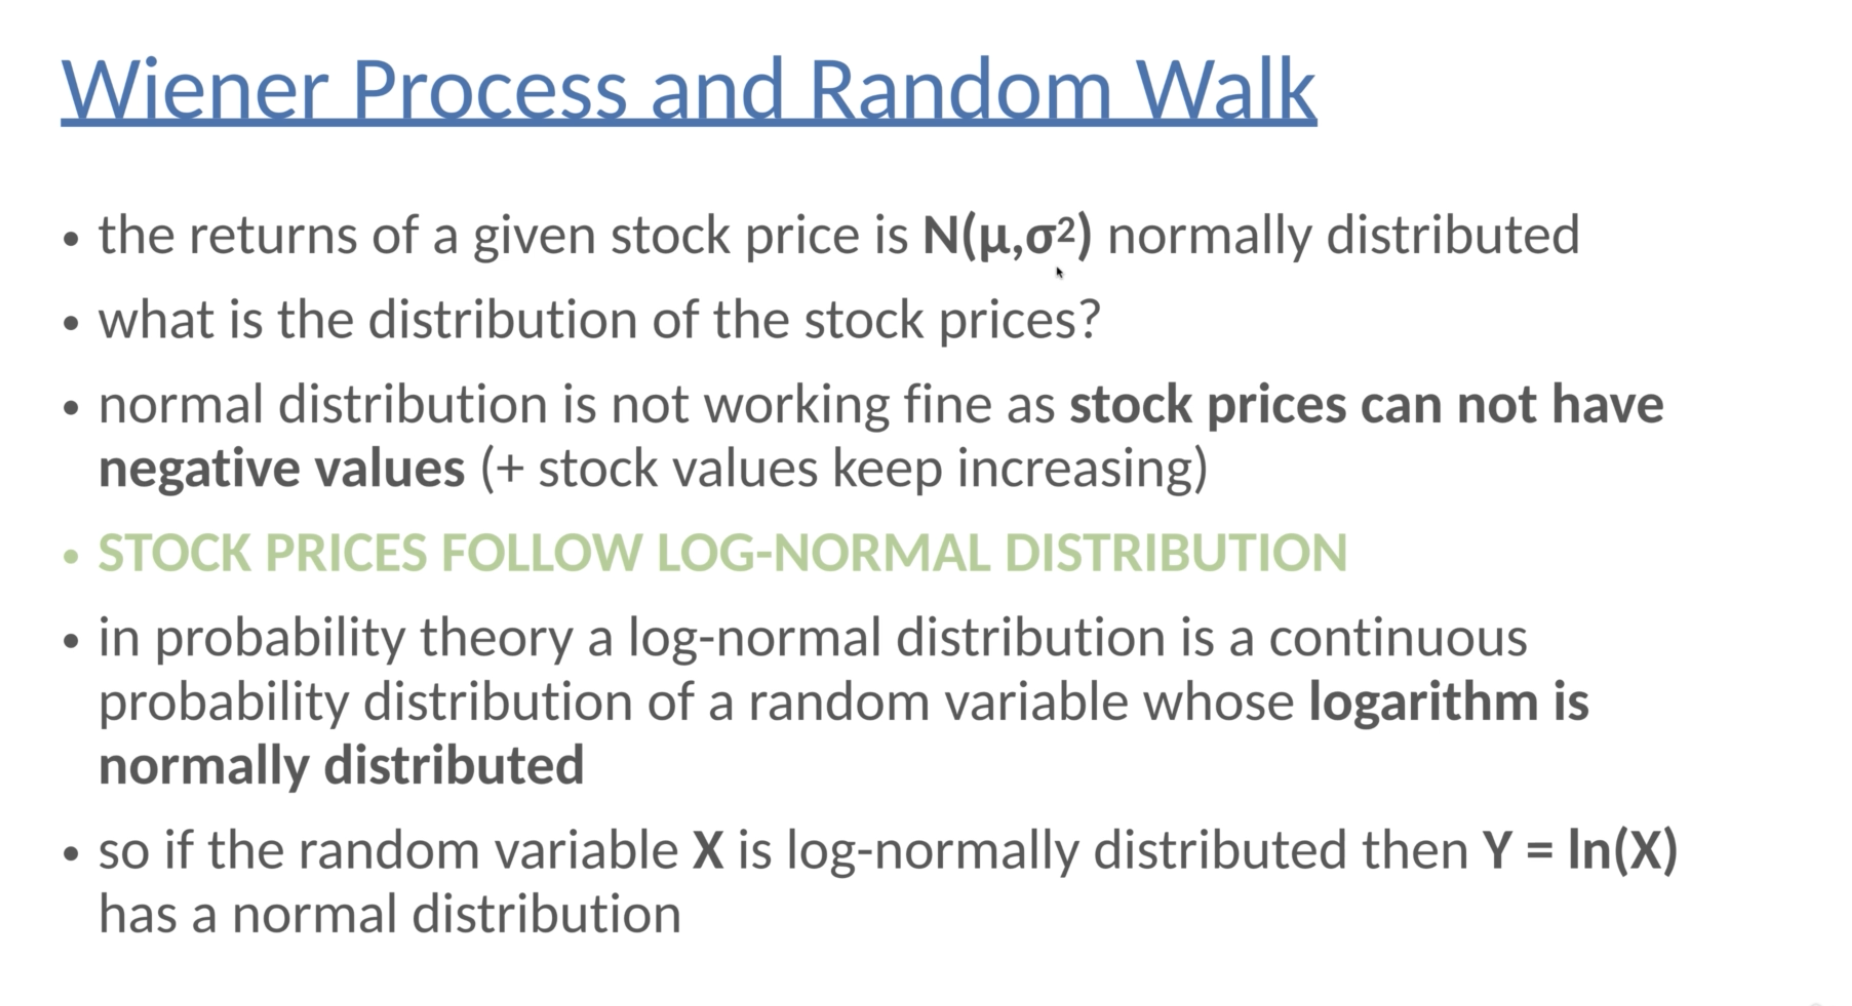 Wiener Process and Random Walk
• the returns of a given stock price is N(μ,σ²) normally distributed
• what is the distribution of the stock prices?
• normal distribution is not working fine as stock prices can not have
negative values (+ stock values keep increasing)
• STOCK PRICES FOLLOW LOG-NORMAL DISTRIBUTION
• in probability theory a log-normal distribution is a continuous
probability distribution of a random variable whose logarithm is
normally distributed
• so if the random variable X is log-normally distributed then Y = ln(X)
has a normal distribution